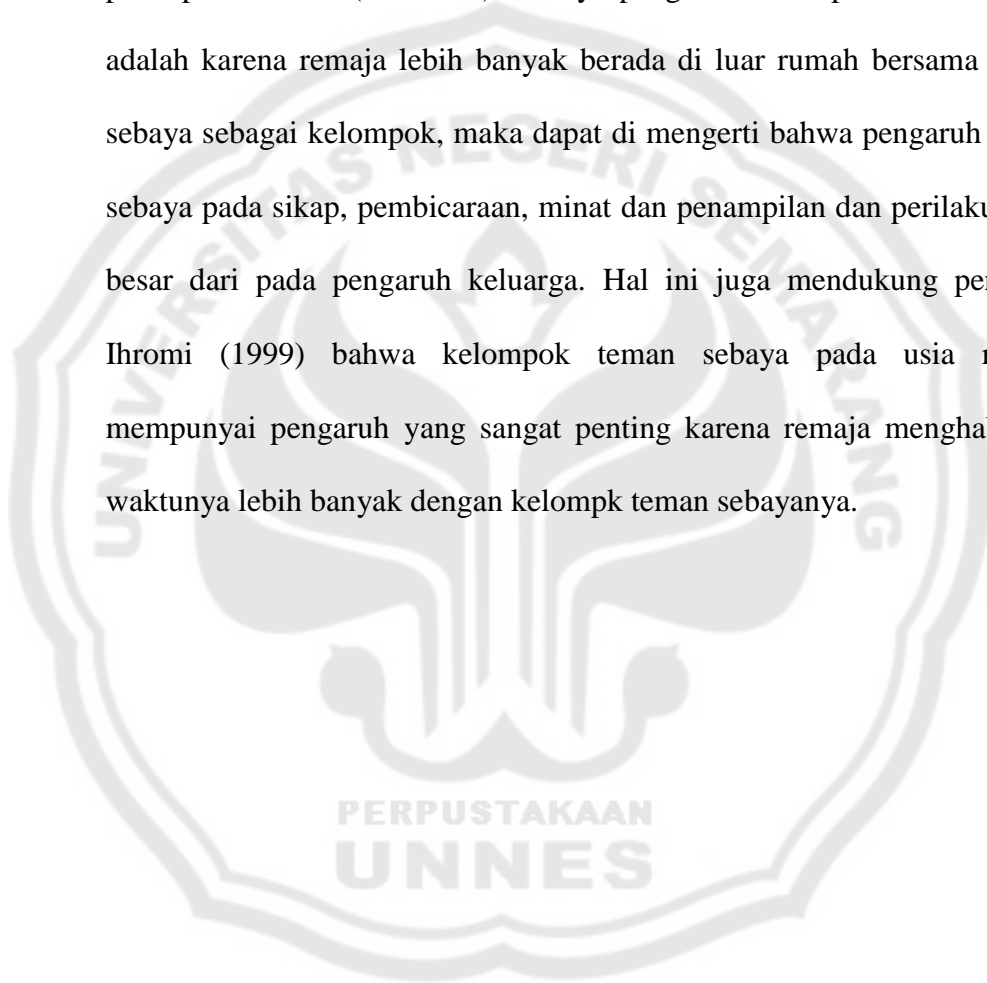 adalah karena remaja lebih banyak berada di luar rumah bersama
sebaya sebagai kelompok, maka dapat di mengerti bahwa pengaruh
sebaya pada sikap, pembicaraan, minat dan penampilan dan perilaku
besar dari pada pengaruh keluarga. Hal ini juga mendukung
Ihromi (1999) bahwa kelompok teman sebaya pada usia
mempunyai pengaruh yang sangat penting karena remaja
waktunya lebih banyak dengan kelompk teman sebayanya.
UNIVERSITAS NEGERI SEMARANG
PERPUSTAKAAN
UNNES